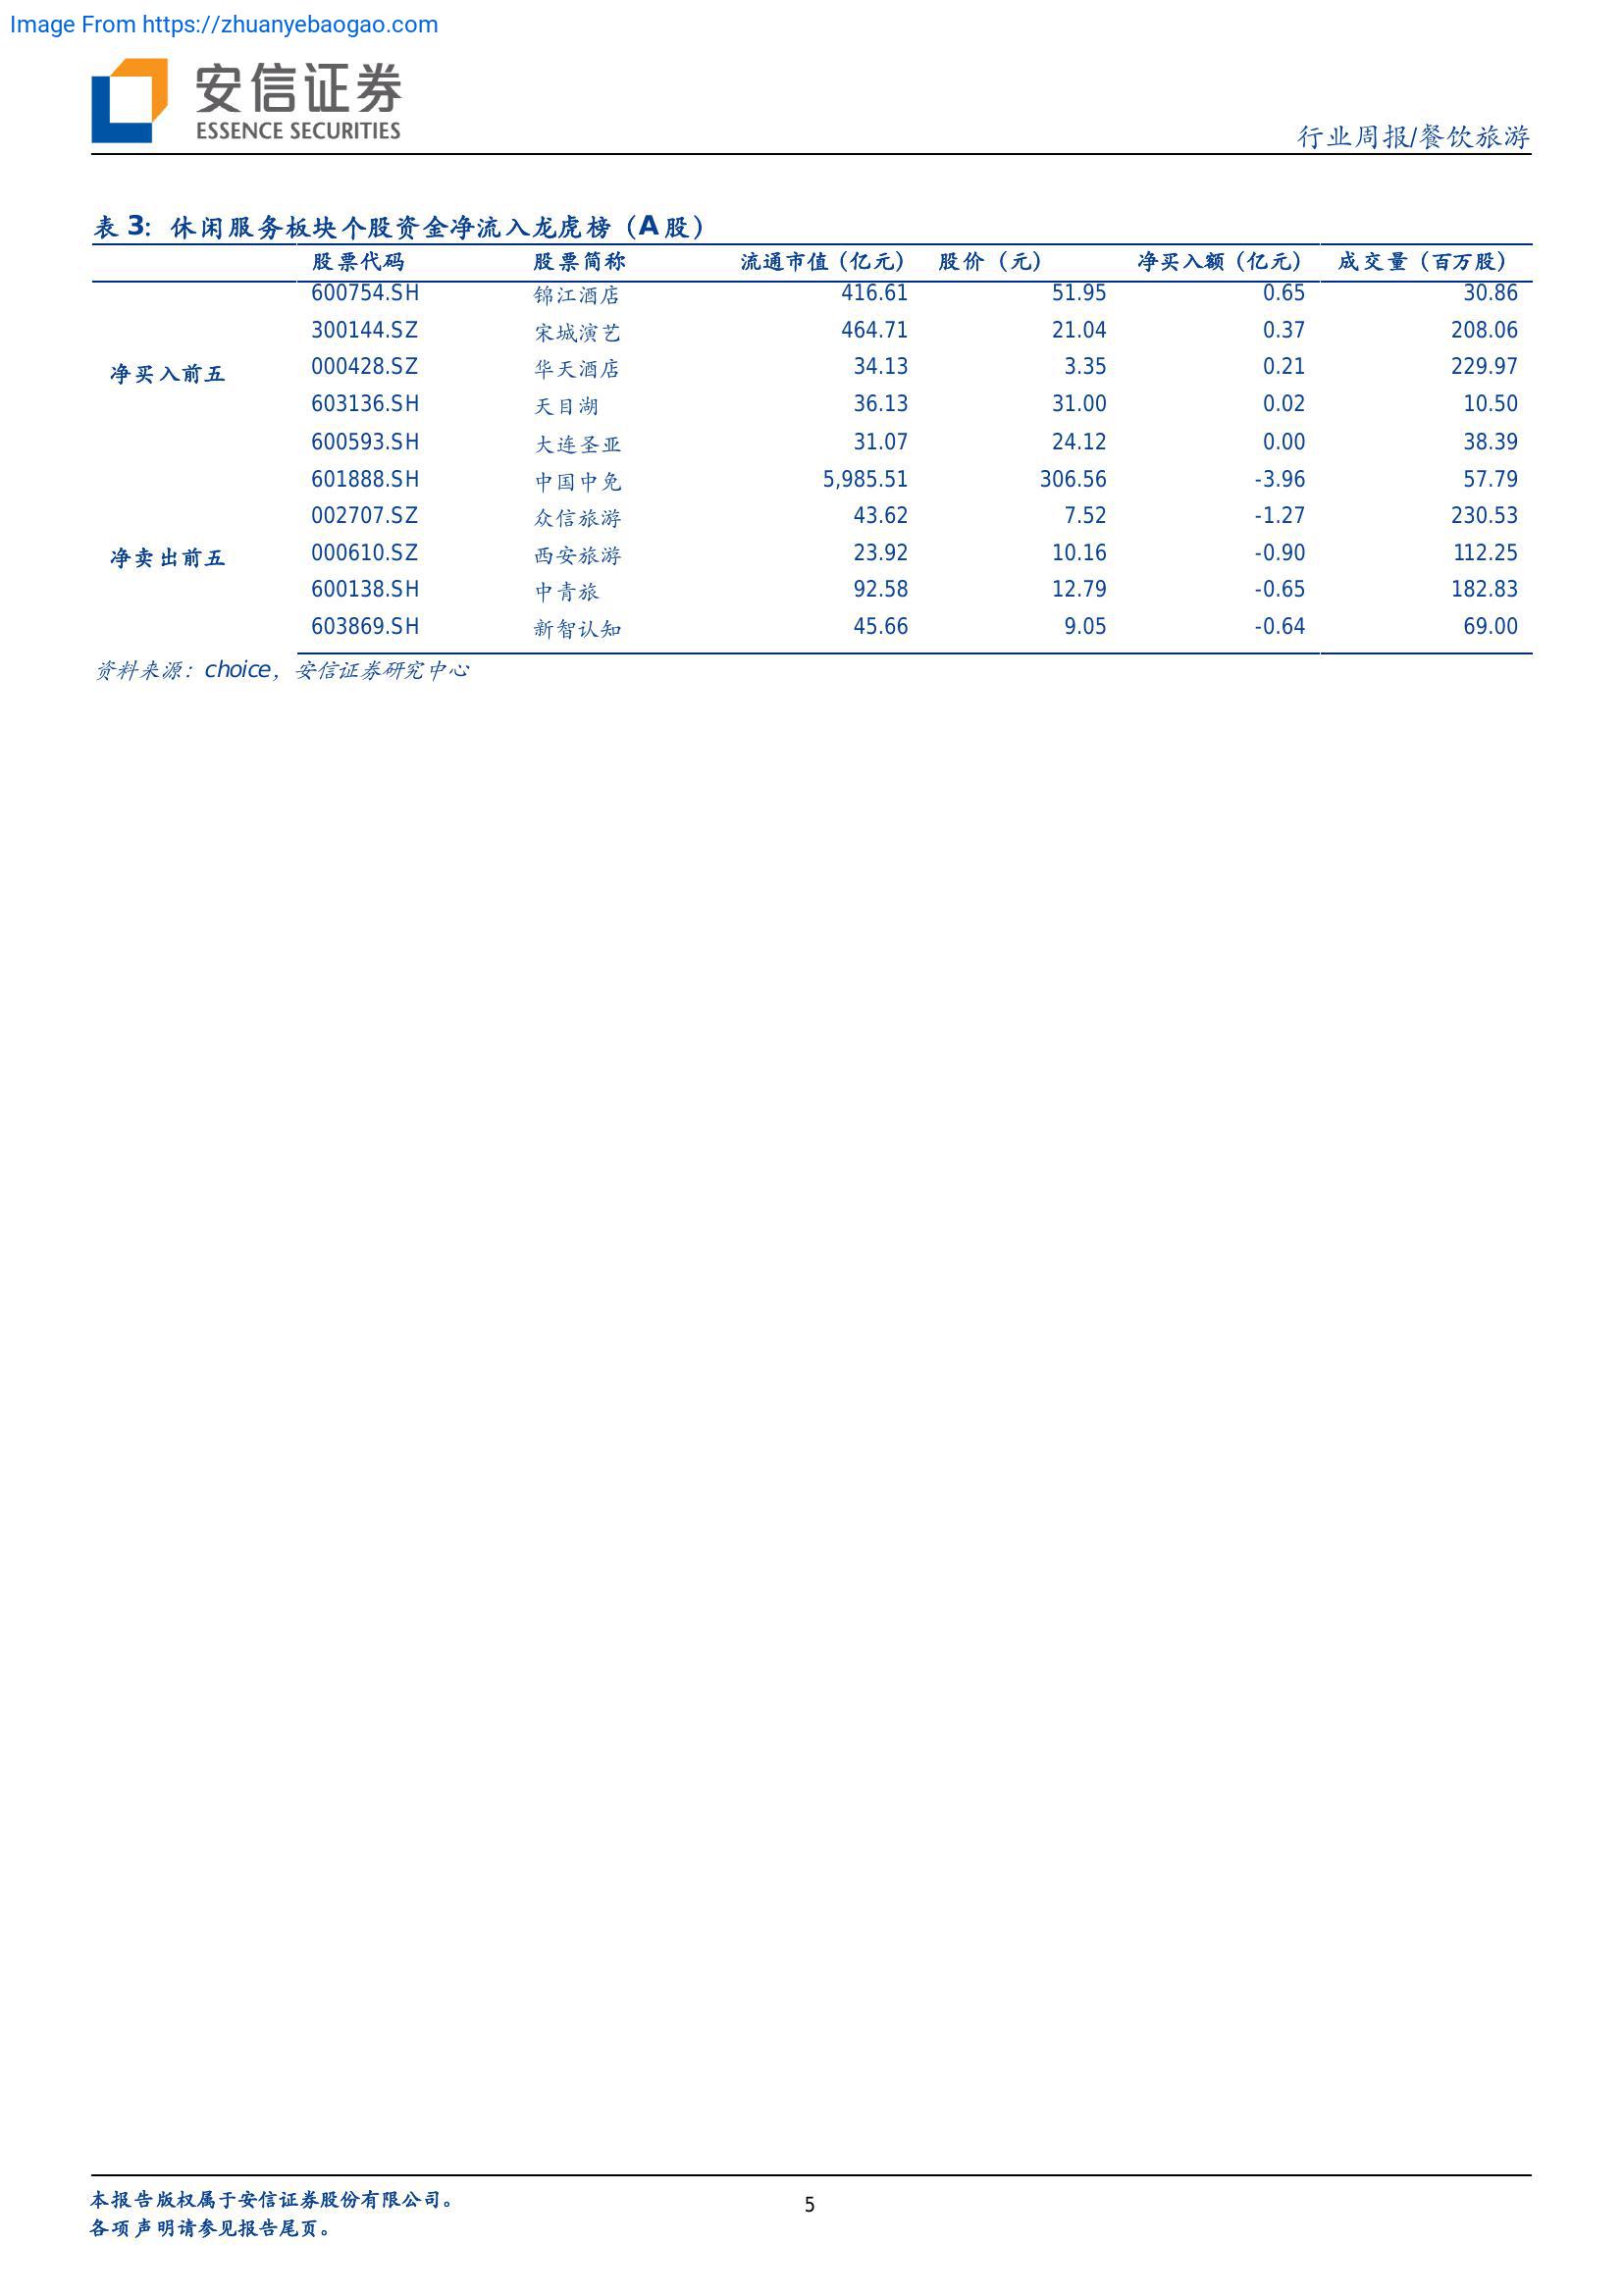 Image From https://zhuanyebaogao.com
安信证券
ESSENCE SECURITIES
行业周报/餐饮旅游
表 3：休闲服务板块个股资金净流入龙虎榜（A 股）
股票代码 股票简称 流通市值（亿元） 股价（元） 净买入额（亿元） 成交量（百万股）
600754.SH 锦江酒店 416.61 51.95 0.65 30.86
300144.SZ 宋城演艺 464.71 21.04 0.37 208.06
净买入前五 000428.SZ 华天酒店 34.13 3.35 0.21 229.97
603136.SH 天目湖 36.13 31.00 0.02 10.50
600593.SH 大连圣亚 31.07 24.12 0.00 38.39
601888.SH 中国中免 5,985.51 306.56 -3.96 57.79
002707.SZ 众信旅游 43.62 7.52 -1.27 230.53
净卖出前五 000610.SZ 西安旅游 23.92 10.16 -0.90 112.25
600138.SH 中青旅 92.58 12.79 -0.65 182.83
603869.SH 新智认知 45.66 9.05 -0.64 69.00
资料来源：choice，安信证券研究中心
本报告版权属于安信证券股份有限公司。
5
各项声明请参见报告尾页。